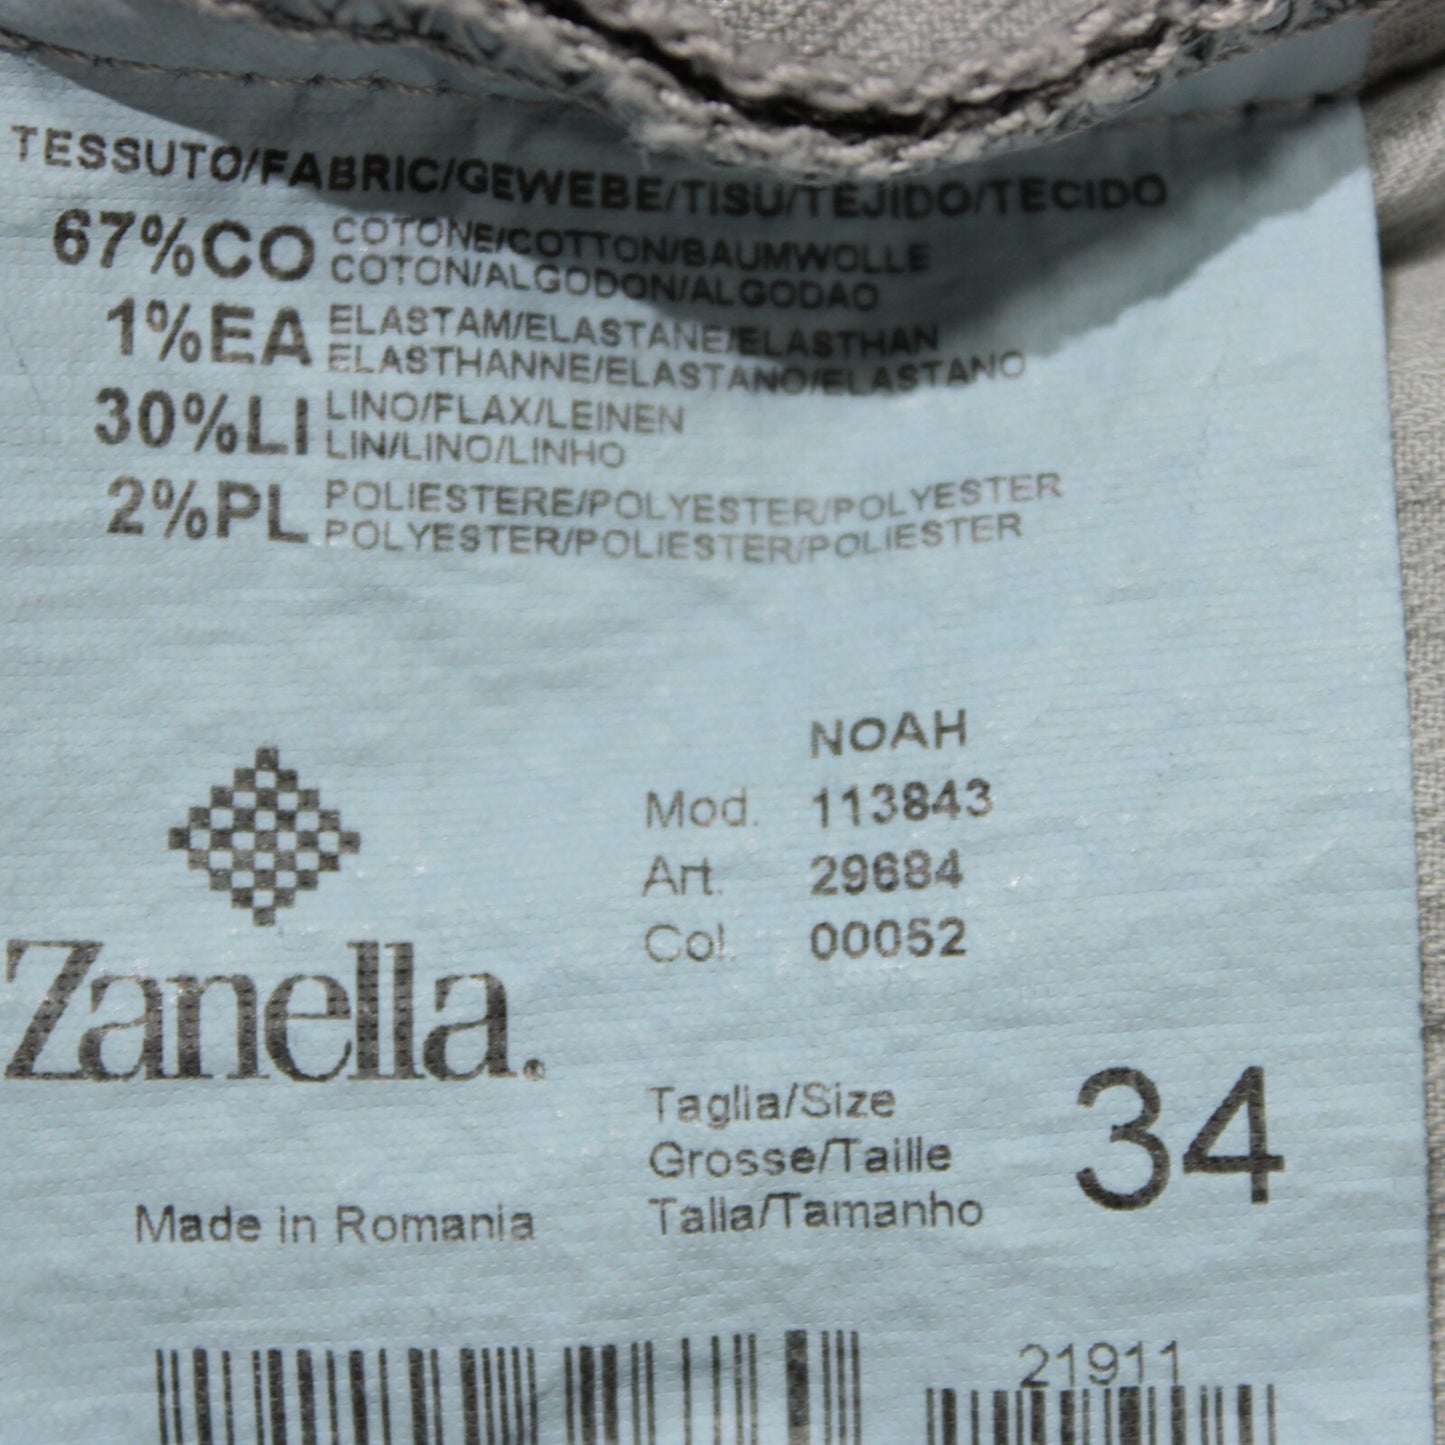 TESSUTO/FABRIC/GEWEBE/TISU/TEJIDO/TECIDO
67%CO COTONE/COTTON/BAUMWOLLE
COTON/ALGODON/ALGODAO
1%EA ELASTAM/ELASTANE/ELASTHAN
ELASTHANNE/ELASTANO/ELASTANO
30%LI LINO/FLAX/LEINEN
LIN/LINO/LINHO
2%PL POLIESTERE/POLYESTER/POLYESTER
POLYESTER/POLIESTER/POLIESTER
NOAH
Mod. 113843
Art. 29684
Col. 00052
Zanella®
Taglia/Size
Grosse/Taille
Talla/Tamanho
34
Made in Romania
21911